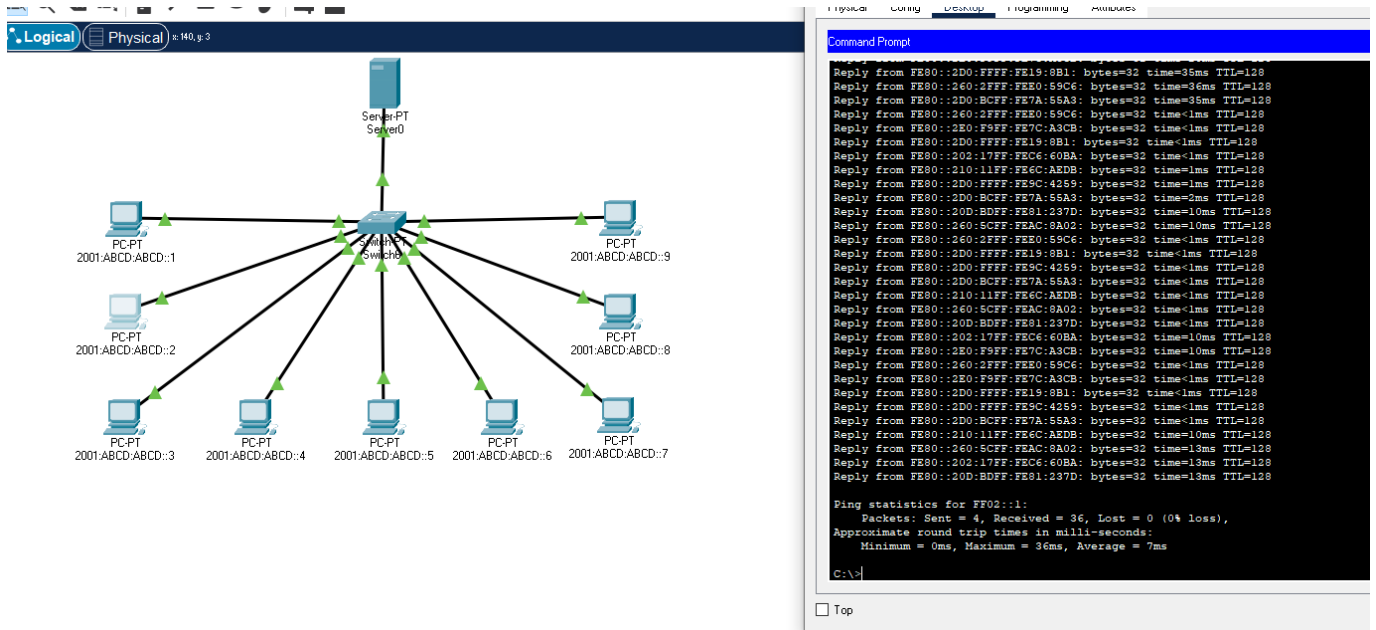 Logical Physical x: 140, y: 3
Server-PT
Server0
Switch-PT
Switch0
PC-PT
2001:ABCD:ABCD::1
PC-PT
2001:ABCD:ABCD::9
PC-PT
2001:ABCD:ABCD::2
PC-PT
2001:ABCD:ABCD::8
PC-PT
2001:ABCD:ABCD::3
PC-PT
2001:ABCD:ABCD::4
PC-PT
2001:ABCD:ABCD::5
PC-PT
2001:ABCD:ABCD::6
PC-PT
2001:ABCD:ABCD::7
Physical Config Desktop Programming Attributes
Command Prompt
Reply from FE80::2D0:FFFF:FE19:8B1: bytes=32 time=35ms TTL=128
Reply from FE80::260:2FFF:FEE0:59C6: bytes=32 time=36ms TTL=128
Reply from FE80::2D0:BCFF:FE7A:55A3: bytes=32 time=35ms TTL=128
Reply from FE80::260:2FFF:FEE0:59C6: bytes=32 time<1ms TTL=128
Reply from FE80::2E0:F9FF:FE7C:A3CB: bytes=32 time<1ms TTL=128
Reply from FE80::2D0:FFFF:FE19:8B1: bytes=32 time<1ms TTL=128
Reply from FE80::202:17FF:FEC6:60BA: bytes=32 time<1ms TTL=128
Reply from FE80::210:11FF:FE6C:AEDB: bytes=32 time=1ms TTL=128
Reply from FE80::2D0:FFFF:FE9C:4259: bytes=32 time=1ms TTL=128
Reply from FE80::2D0:BCFF:FE7A:55A3: bytes=32 time=2ms TTL=128
Reply from FE80::20D:BDFF:FE81:237D: bytes=32 time=10ms TTL=128
Reply from FE80::260:5CFF:FEAC:8A02: bytes=32 time=10ms TTL=128
Reply from FE80::260:2FFF:FEE0:59C6: bytes=32 time<1ms TTL=128
Reply from FE80::2D0:FFFF:FE19:8B1: bytes=32 time<1ms TTL=128
Reply from FE80::2D0:FFFF:FE9C:4259: bytes=32 time<1ms TTL=128
Reply from FE80::2D0:BCFF:FE7A:55A3: bytes=32 time<1ms TTL=128
Reply from FE80::210:11FF:FE6C:AEDB: bytes=32 time<1ms TTL=128
Reply from FE80::260:5CFF:FEAC:8A02: bytes=32 time<1ms TTL=128
Reply from FE80::20D:BDFF:FE81:237D: bytes=32 time<1ms TTL=128
Reply from FE80::202:17FF:FEC6:60BA: bytes=32 time=10ms TTL=128
Reply from FE80::2E0:F9FF:FE7C:A3CB: bytes=32 time=10ms TTL=128
Reply from FE80::260:2FFF:FEE0:59C6: bytes=32 time<1ms TTL=128
Reply from FE80::2E0:F9FF:FE7C:A3CB: bytes=32 time<1ms TTL=128
Reply from FE80::2D0:FFFF:FE19:8B1: bytes=32 time<1ms TTL=128
Reply from FE80::2D0:FFFF:FE9C:4259: bytes=32 time<1ms TTL=128
Reply from FE80::2D0:BCFF:FE7A:55A3: bytes=32 time<1ms TTL=128
Reply from FE80::210:11FF:FE6C:AEDB: bytes=32 time=10ms TTL=128
Reply from FE80::260:5CFF:FEAC:8A02: bytes=32 time=13ms TTL=128
Reply from FE80::202:17FF:FEC6:60BA: bytes=32 time=13ms TTL=128
Reply from FE80::20D:BDFF:FE81:237D: bytes=32 time=13ms TTL=128
Ping statistics for FF02::1:
Packets: Sent = 4, Received = 36, Lost = 0 (0% loss),
Approximate round trip times in milli-seconds:
Minimum = 0ms, Maximum = 36ms, Average = 7ms
C:\>
Top